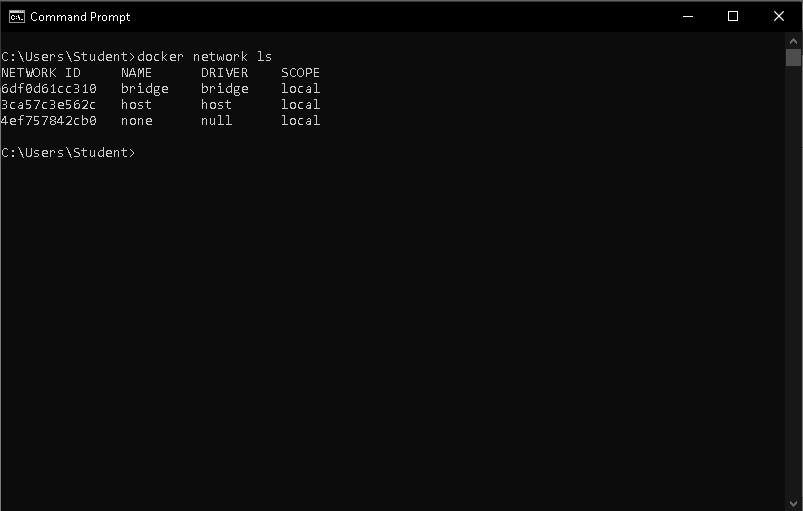 Command Prompt
C:\Users\Student>docker network ls
NETWORK ID     NAME      DRIVER    SCOPE
6df0d61cc310   bridge    bridge    local
3ca57c3e562c   host      host      local
4ef757842cb0   none      null      local
C:\Users\Student>